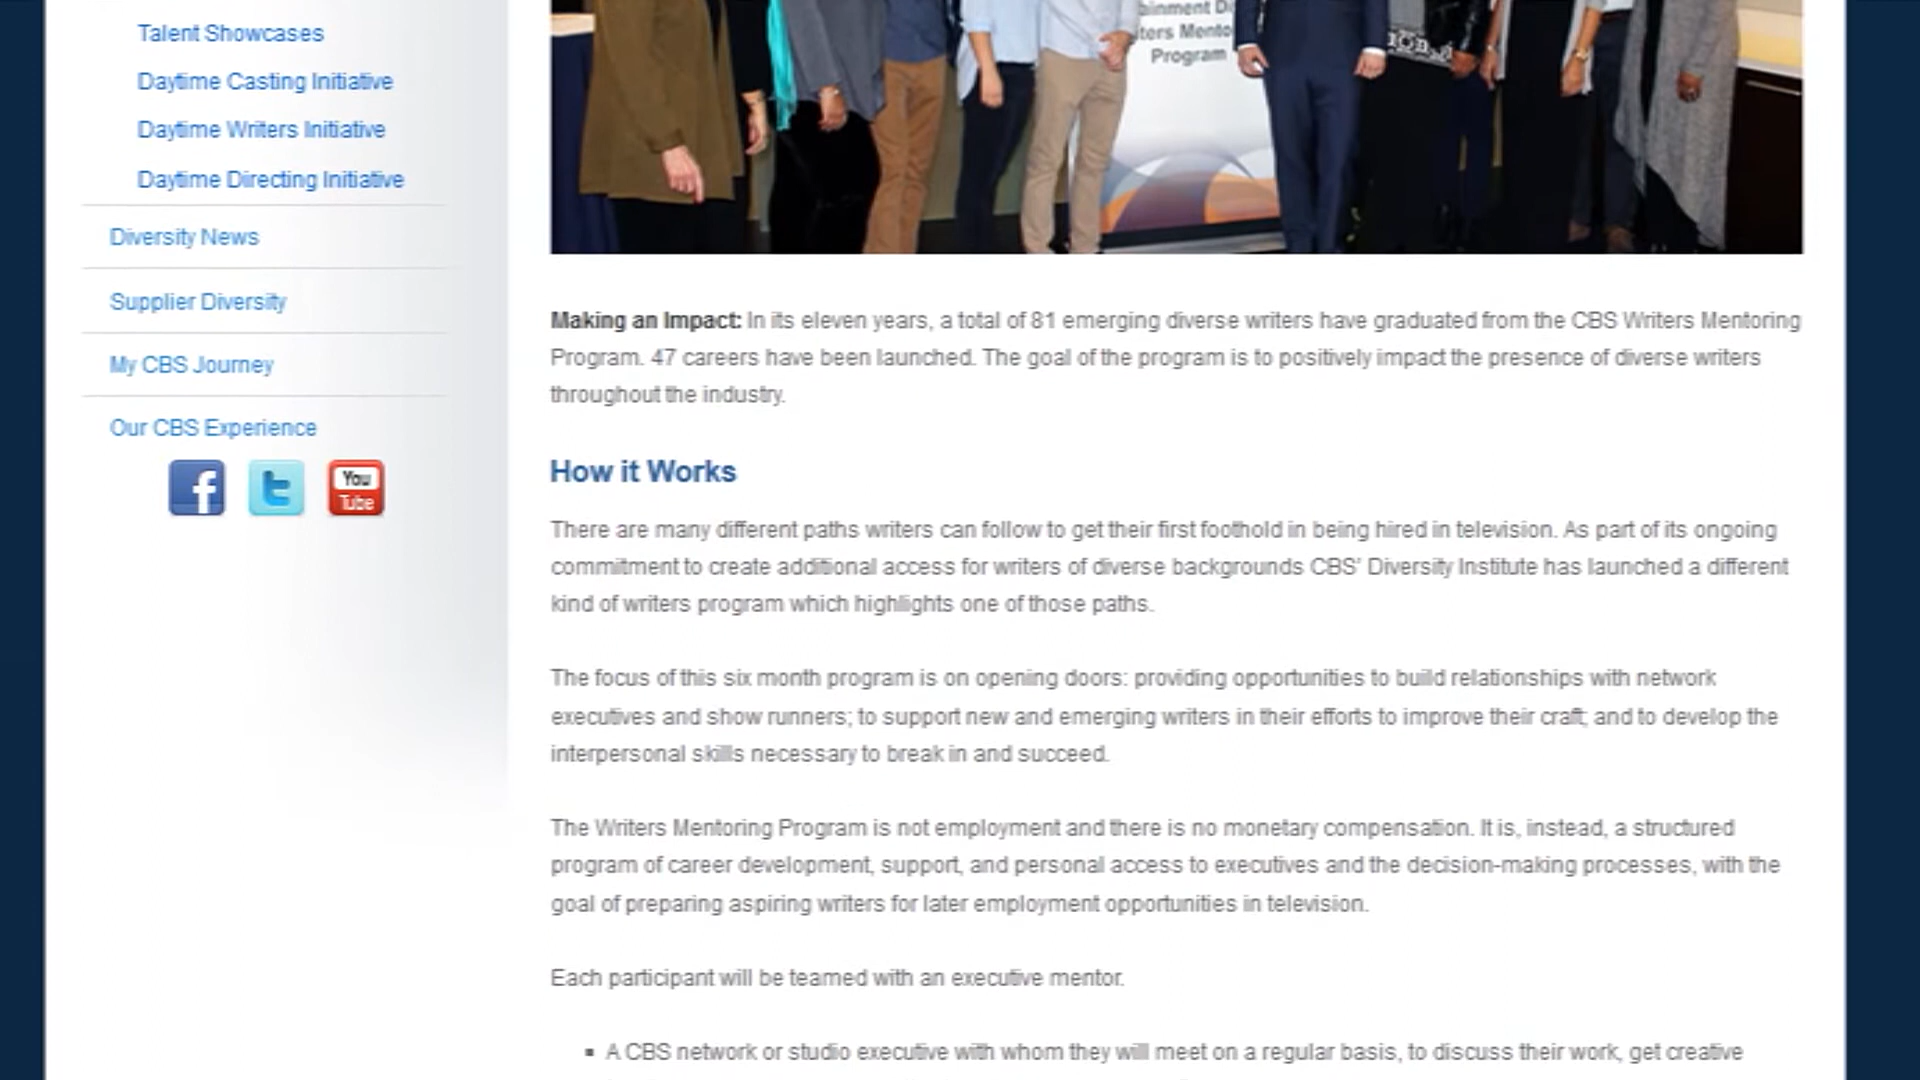 Talent Showcases
Daytime Casting Initiative
Daytime Writers Initiative
Daytime Directing Initiative
Diversity News
Supplier Diversity
My CBS Journey
Our CBS Experience
f t You
Tube
Program
Making an Impact: In its eleven years, a total of 81 emerging diverse writers have graduated from the CBS Writers Mentoring
Program. 47 careers have been launched. The goal of the program is to positively impact the presence of diverse writers
throughout the industry.
How it Works
There are many different paths writers can follow to get their first foothold in being hired in television. As part of its ongoing
commitment to create additional access for writers of diverse backgrounds CBS' Diversity Institute has launched a different
kind of writers program which highlights one of those paths.
The focus of this six month program is on opening doors: providing opportunities to build relationships with network
executives and show runners; to support new and emerging writers in their efforts to improve their craft; and to develop the
interpersonal skills necessary to break in and succeed.
The Writers Mentoring Program is not employment and there is no monetary compensation. It is, instead, a structured
program of career development, support, and personal access to executives and the decision-making processes, with the
goal of preparing aspiring writers for later employment opportunities in television.
Each participant will be teamed with an executive mentor.
▪ A CBS network or studio executive with whom they will meet on a regular basis, to discuss their work, get creative